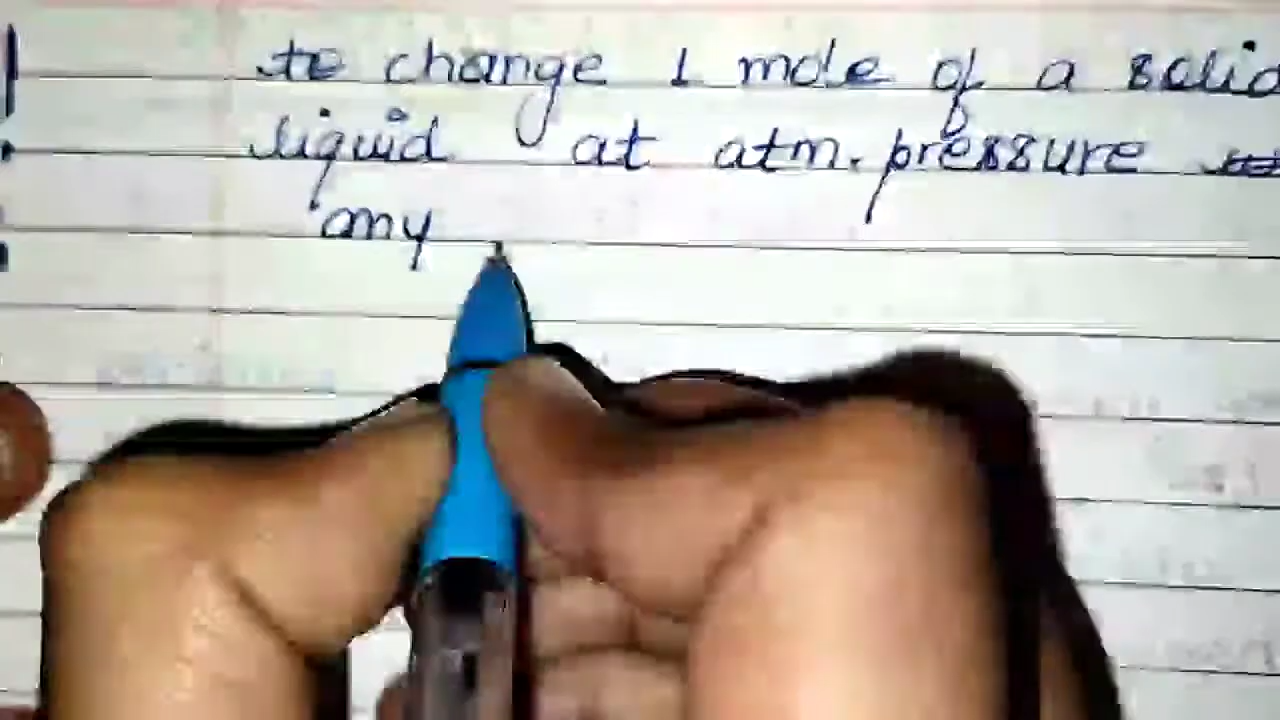 to change 1 mole of a solid
liquid at atm. pressure
any